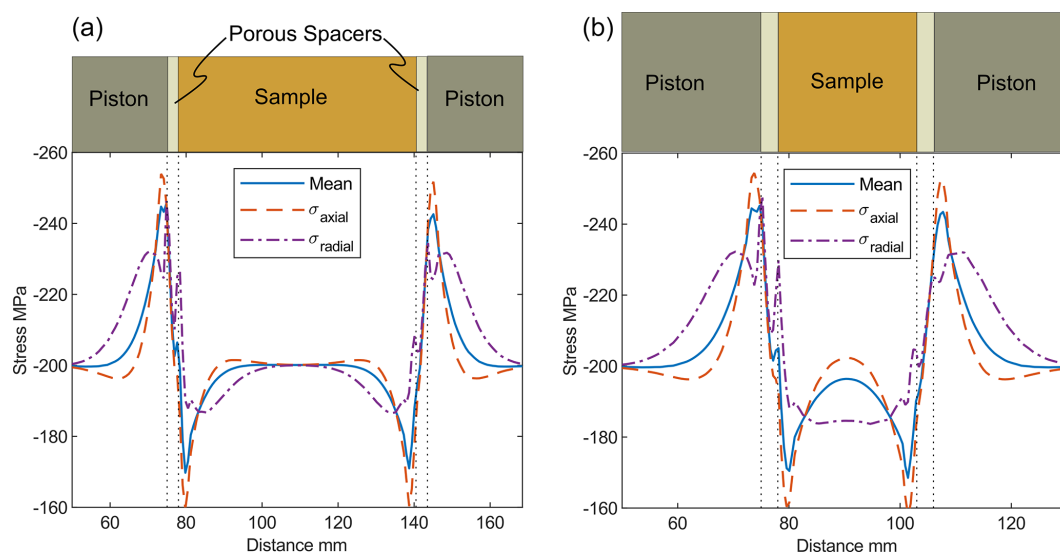 (a)
Porous Spacers
Piston
Sample
Piston
-260
-240
-220
-200
-180
-160
Stress MPa
Mean
σaxial
σradial
60
80
100
120
140
160
Distance mm
(b)
Piston
Sample
Piston
-260
-240
-220
-200
-180
-160
Stress MPa
Mean
σaxial
σradial
60
80
100
120
Distance mm